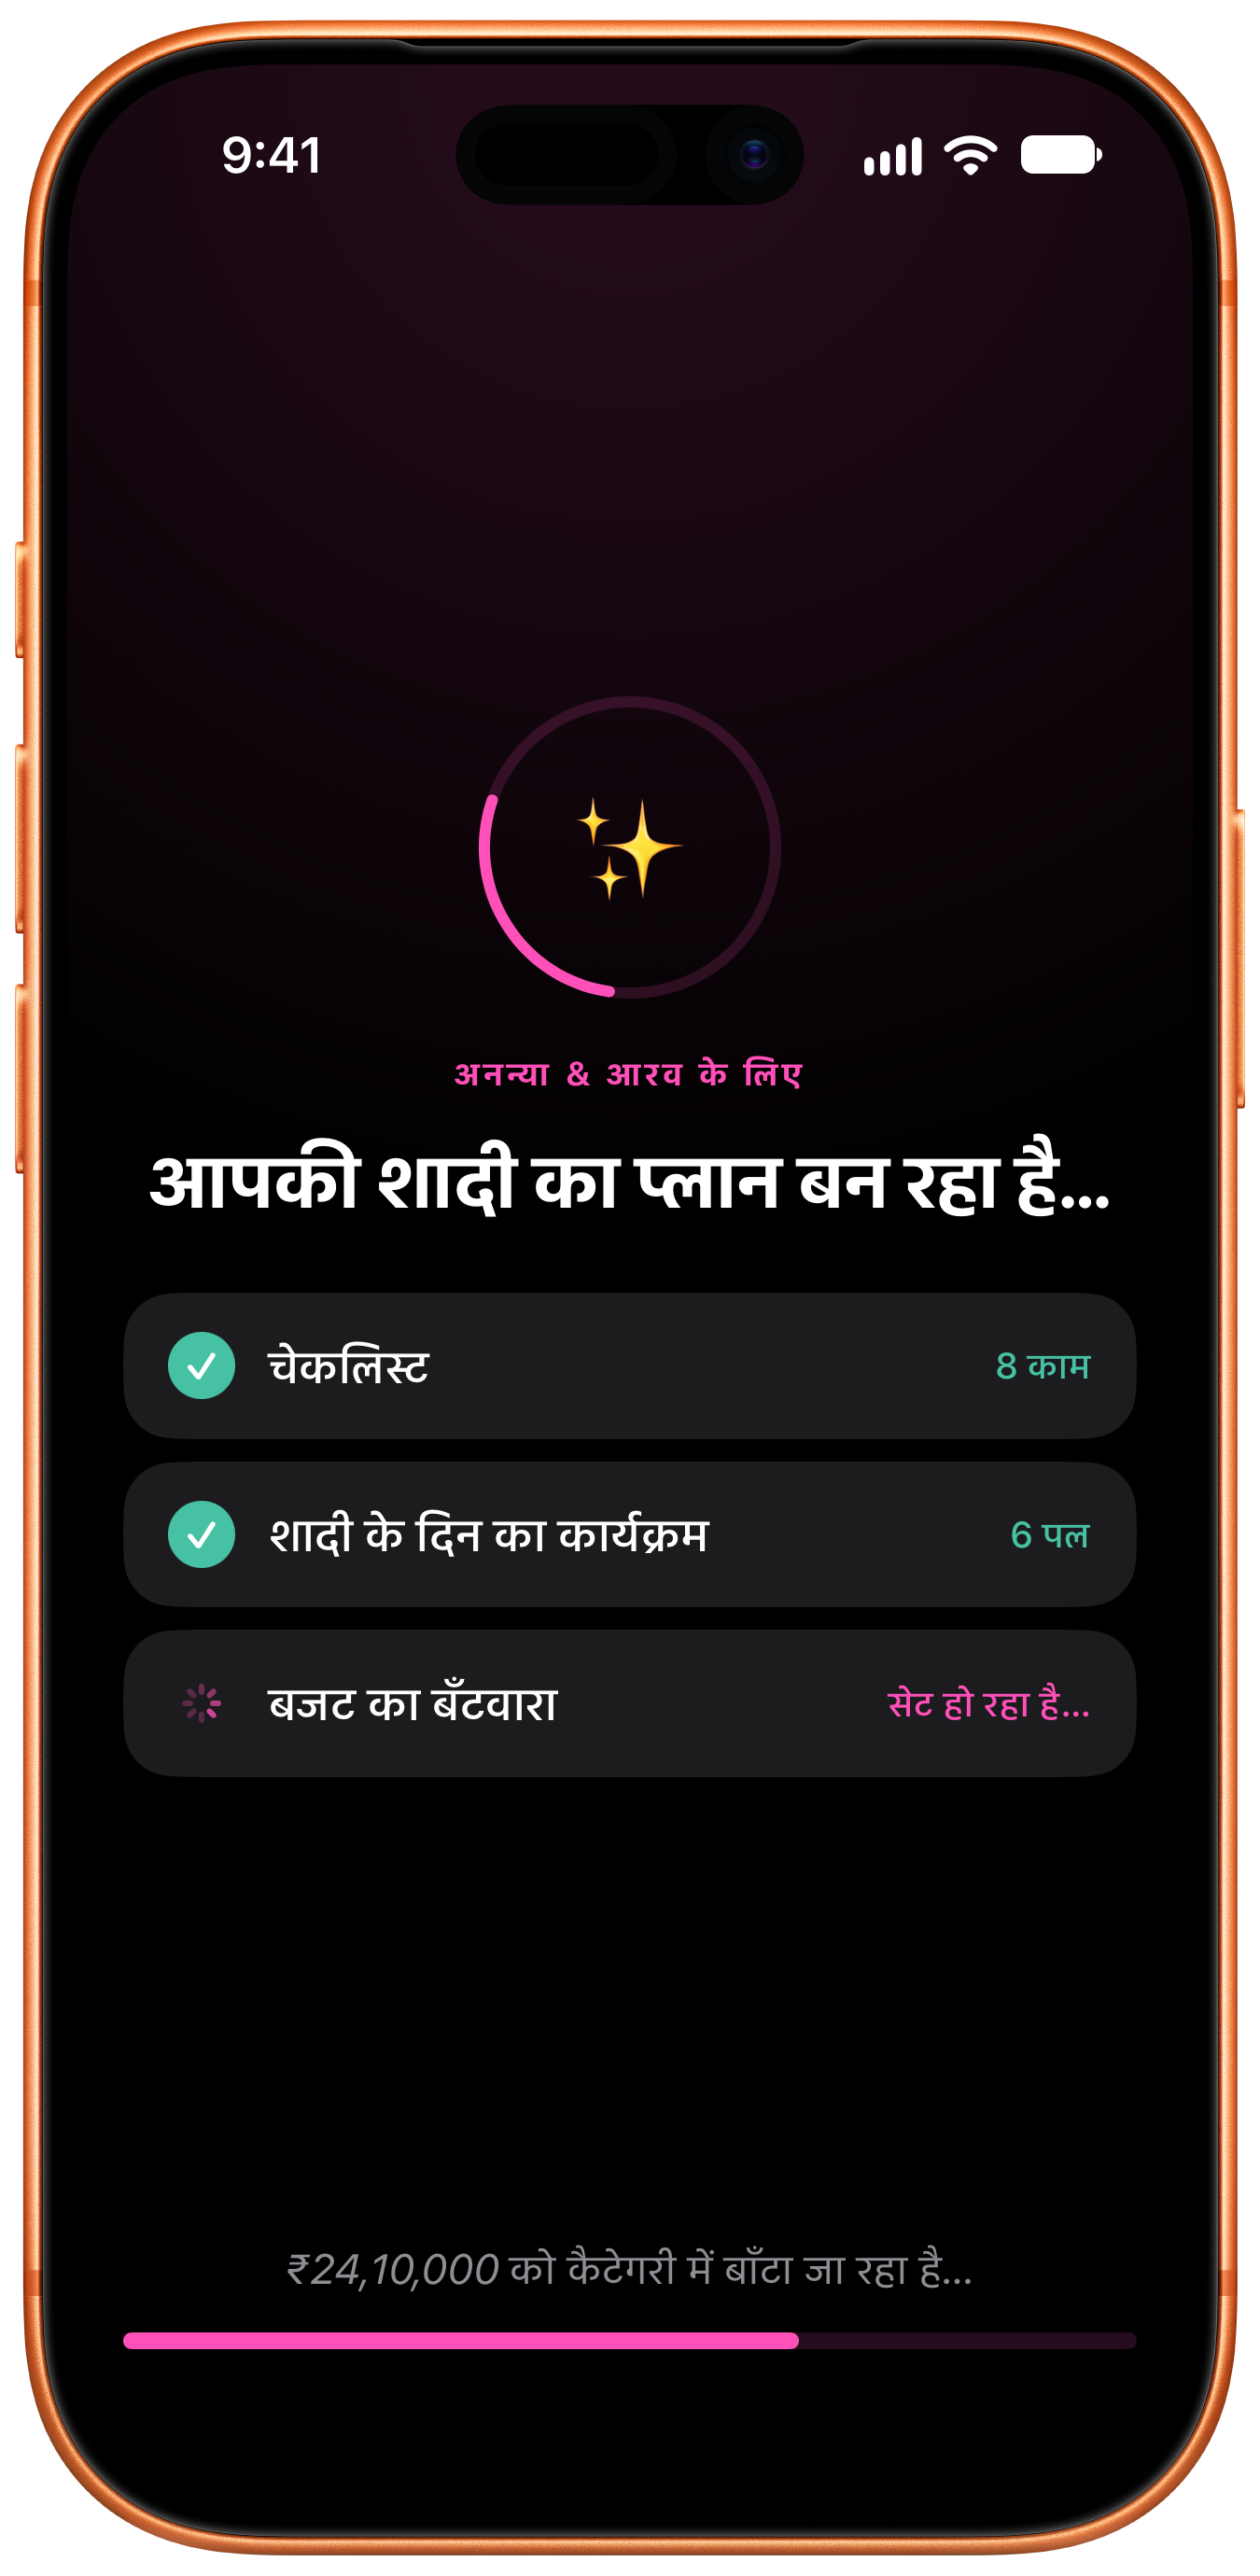 9:41
अनन्या & आरव के लिए
आपकी शादी का प्लान बन रहा है...
चेकलिस्ट
8 काम
शादी के दिन का कार्यक्रम
6 पल
बजट का बँटवारा
सेट हो रहा है...
₹24,10,000 को कैटेगरी में बाँटा जा रहा है...